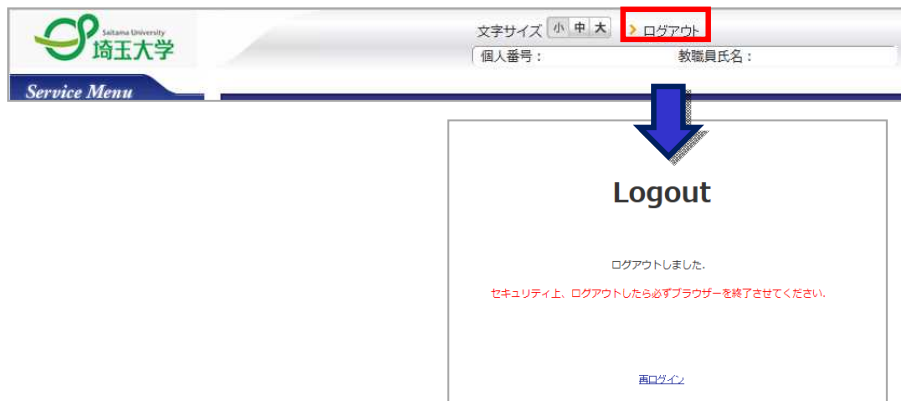 Saitama University
埼玉大学
文字サイズ 小 中 大 ログアウト
個人番号： 教職員氏名：
Service Menu
Logout
ログアウトしました.
セキュリティ上、ログアウトしたら必ずブラウザーを終了させてください.
再ログイン